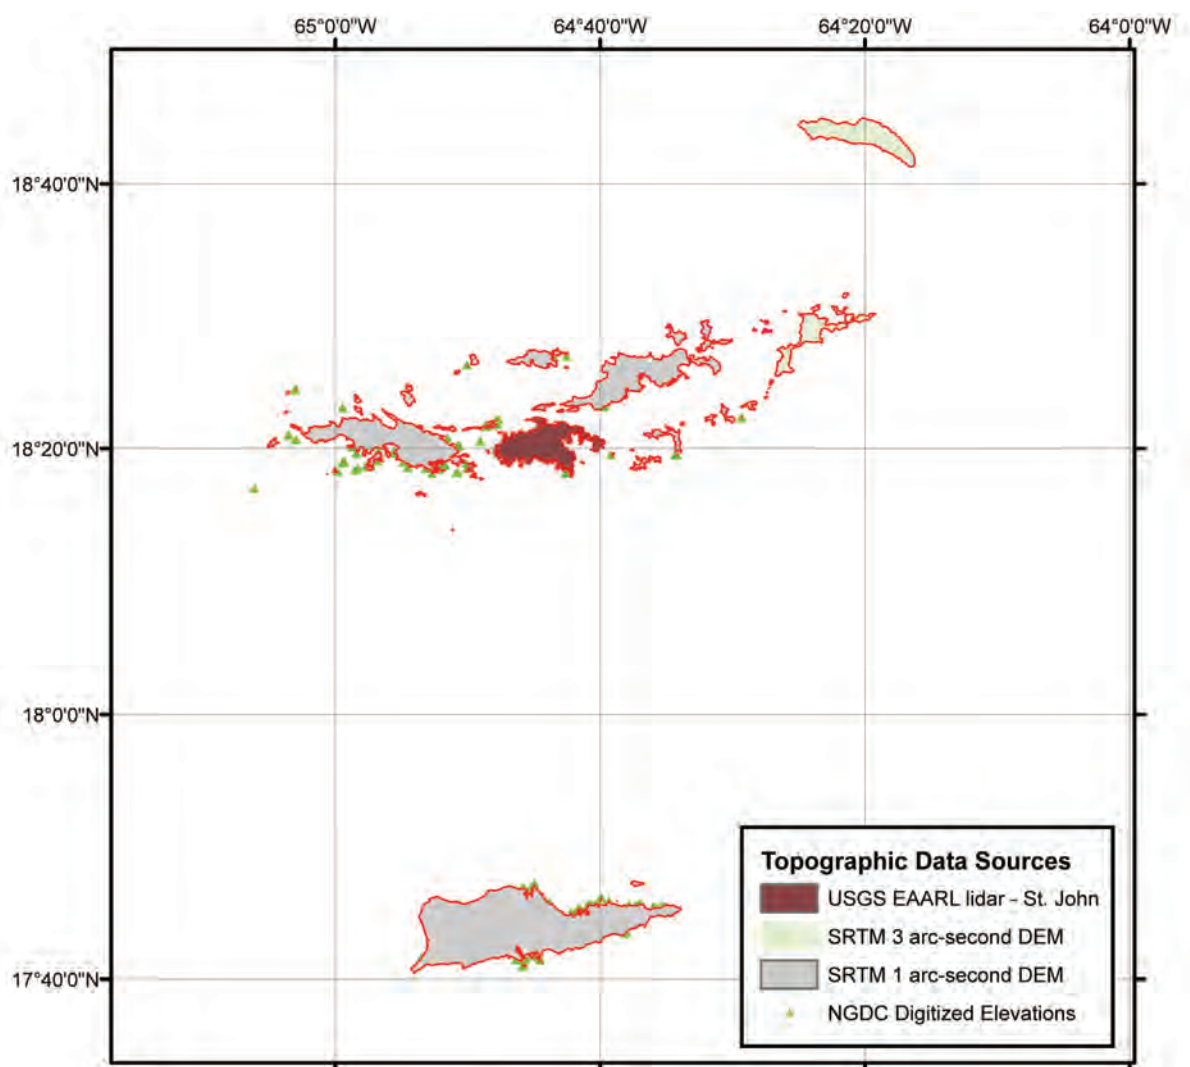 65°0'0"W 64°40'0"W 64°20'0"W 64°0'0"W
18°40'0"N
18°20'0"N
18°0'0"N
17°40'0"N
Topographic Data Sources
USGS EAARL lidar - St. John
SRTM 3 arc-second DEM
SRTM 1 arc-second DEM
NGDC Digitized Elevations